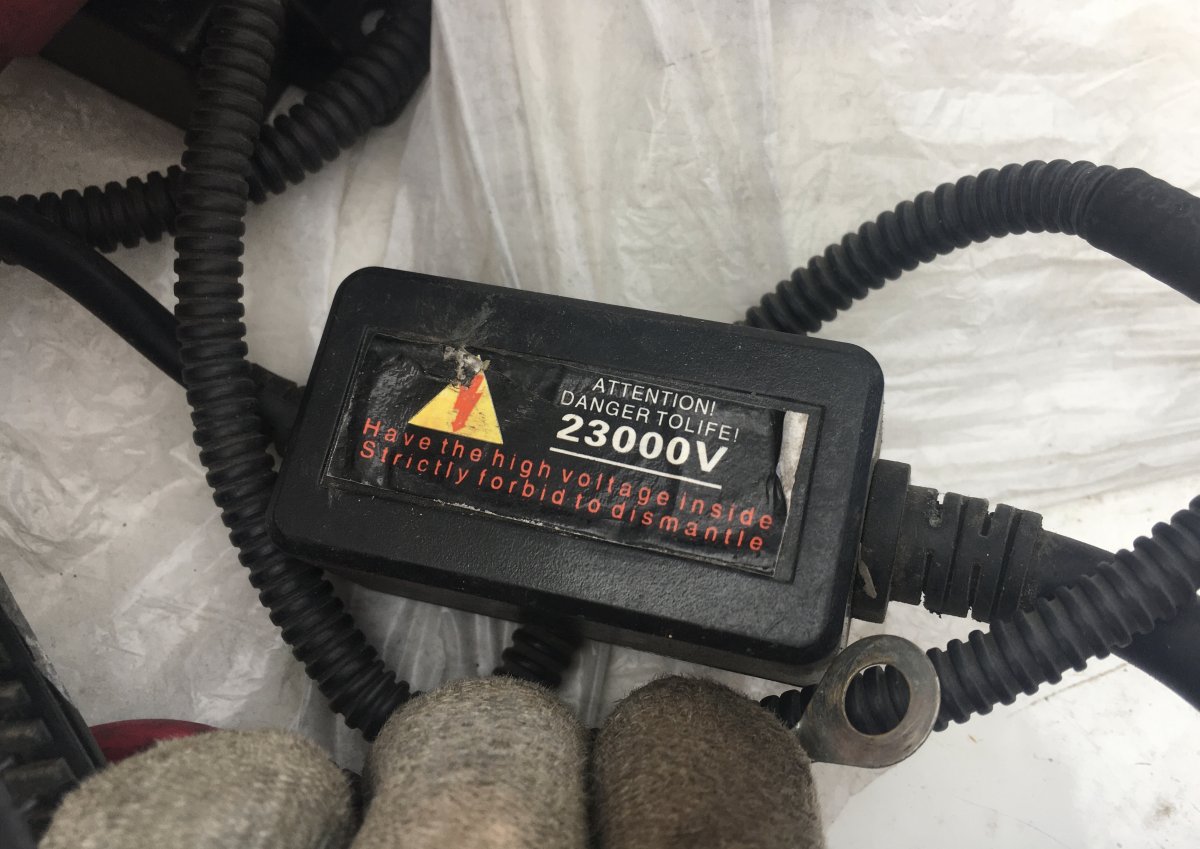 ATTENTION!
DANGER TOLIFE!
23000V
Have the high voltage inside
Strictly forbid to dismantle